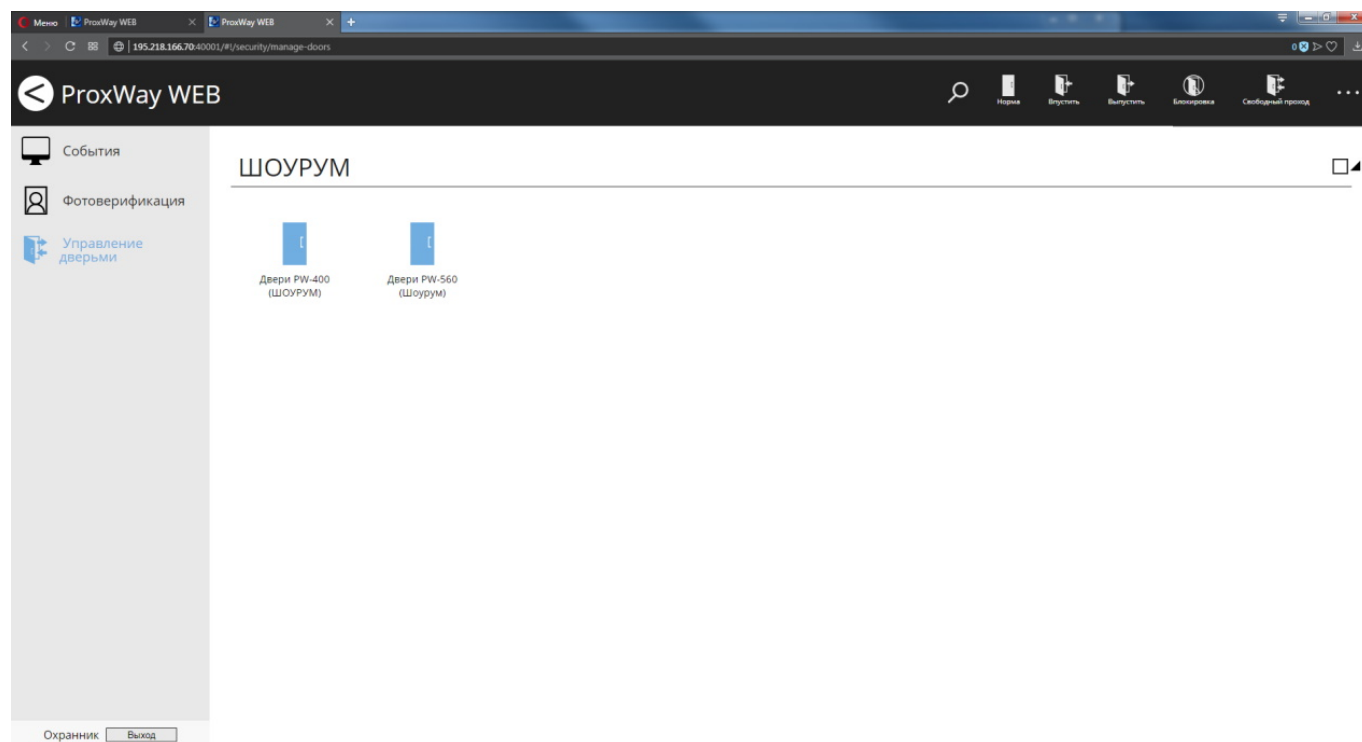 Меню ProxWay WEB ProxWay WEB
195.218.166.70:40001/#!/security/manage-doors 0
ProxWay WEB
Норма Впустить Выпустить Блокировка Свободный проход
События
Фотоверификация
Управление
дверьми
ШОУРУМ
Двери PW-400
(ШОУРУМ)
Двери PW-560
(Шоурум)
Охранник Выход